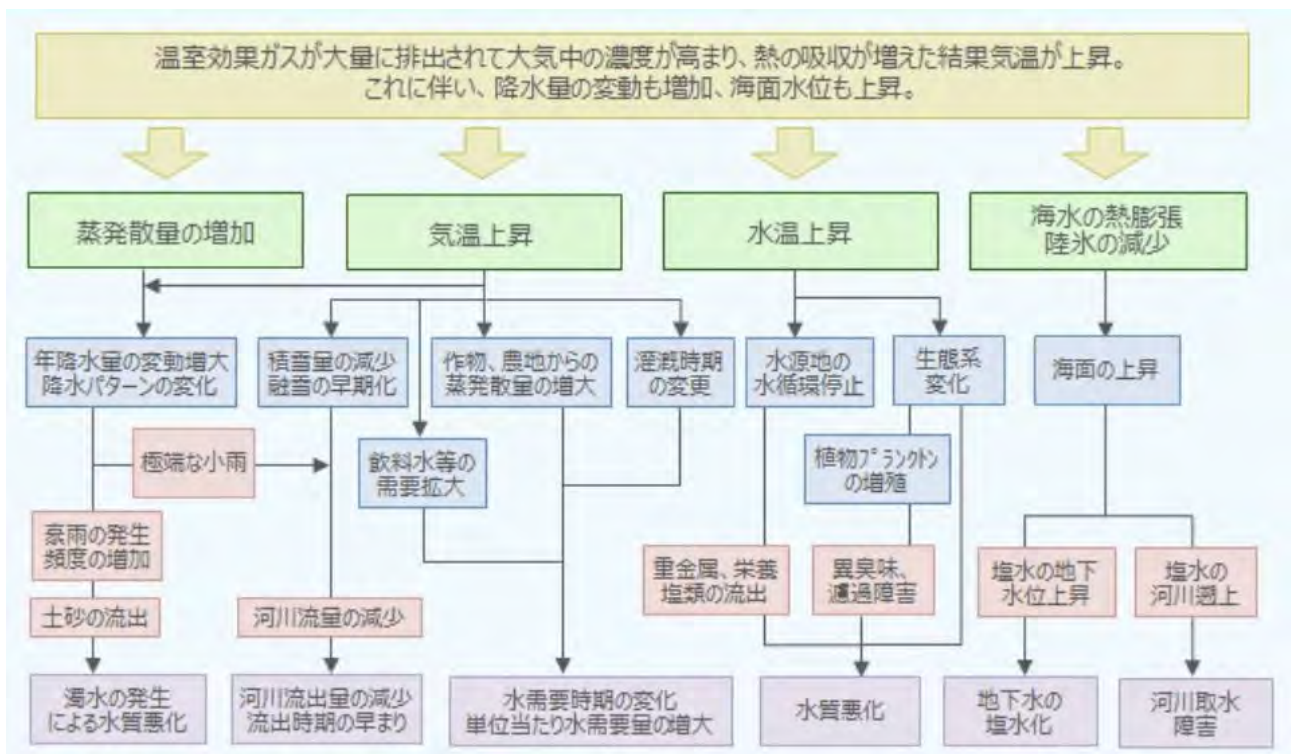 温室効果ガスが大量に排出されて大気中の濃度が高まり、熱の吸収が増えた結果気温が上昇。
これに伴い、降水量の変動も増加、海面水位も上昇。
蒸発散量の増加
気温上昇
水温上昇
海水の熱膨張
陸氷の減少
年降水量の変動増大
降水パターンの変化
積雪量の減少
融雪の早期化
作物、農地からの
蒸発散量の増大
灌漑時期
の変更
水源地の
水循環停止
生態系
変化
海面の上昇
極端な小雨
飲料水等の
需要拡大
植物プランクトン
の増殖
豪雨の発生
頻度の増加
重金属、栄養
塩類の流出
異臭味、
濾過障害
塩水の地下
水位上昇
塩水の
河川遡上
土砂の流出
河川流量の減少
濁水の発生
による水質悪化
河川流出量の減少
流出時期の早まり
水需要時期の変化
単位当たり水需要量の増大
水質悪化
地下水の
塩水化
河川取水
障害